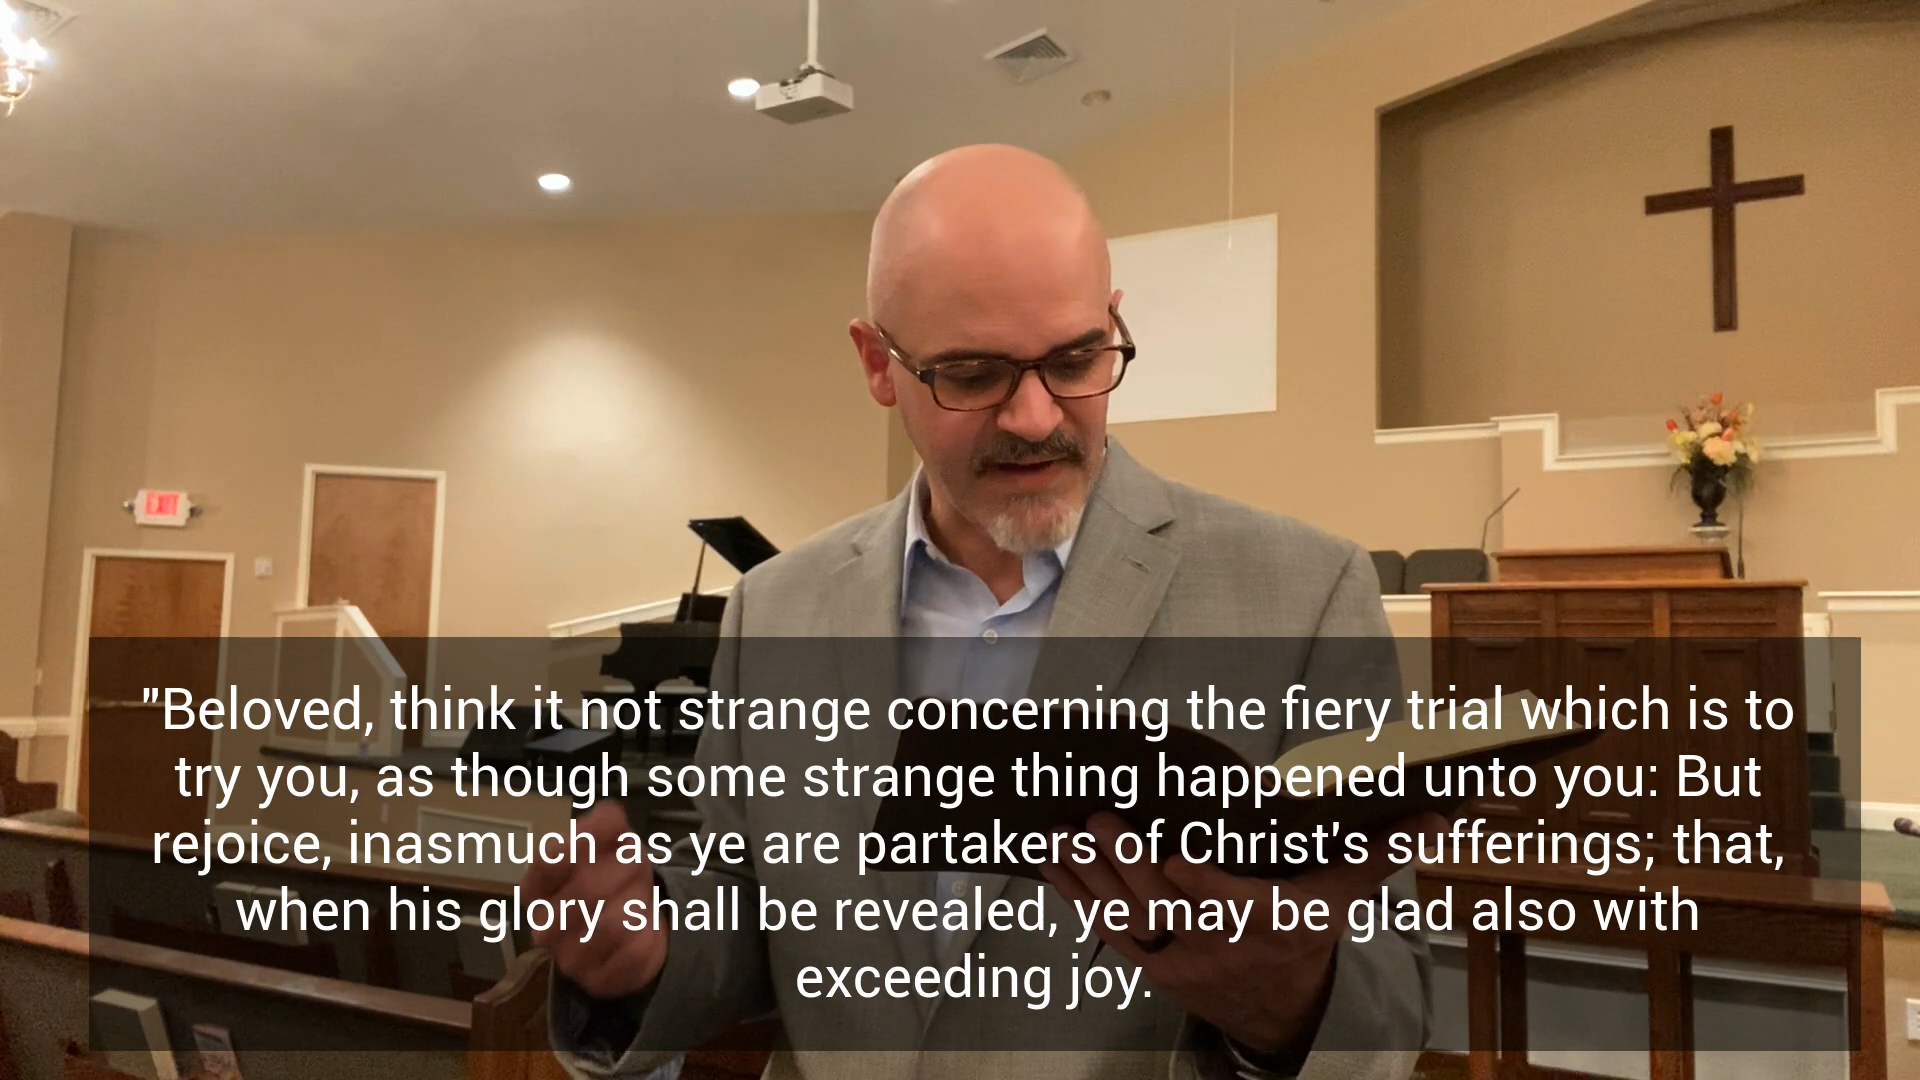 EXIT
"Beloved, think it not strange concerning the fiery trial which is to
try you, as though some strange thing happened unto you: But
rejoice, inasmuch as ye are partakers of Christ's sufferings; that,
when his glory shall be revealed, ye may be glad also with
exceeding joy.